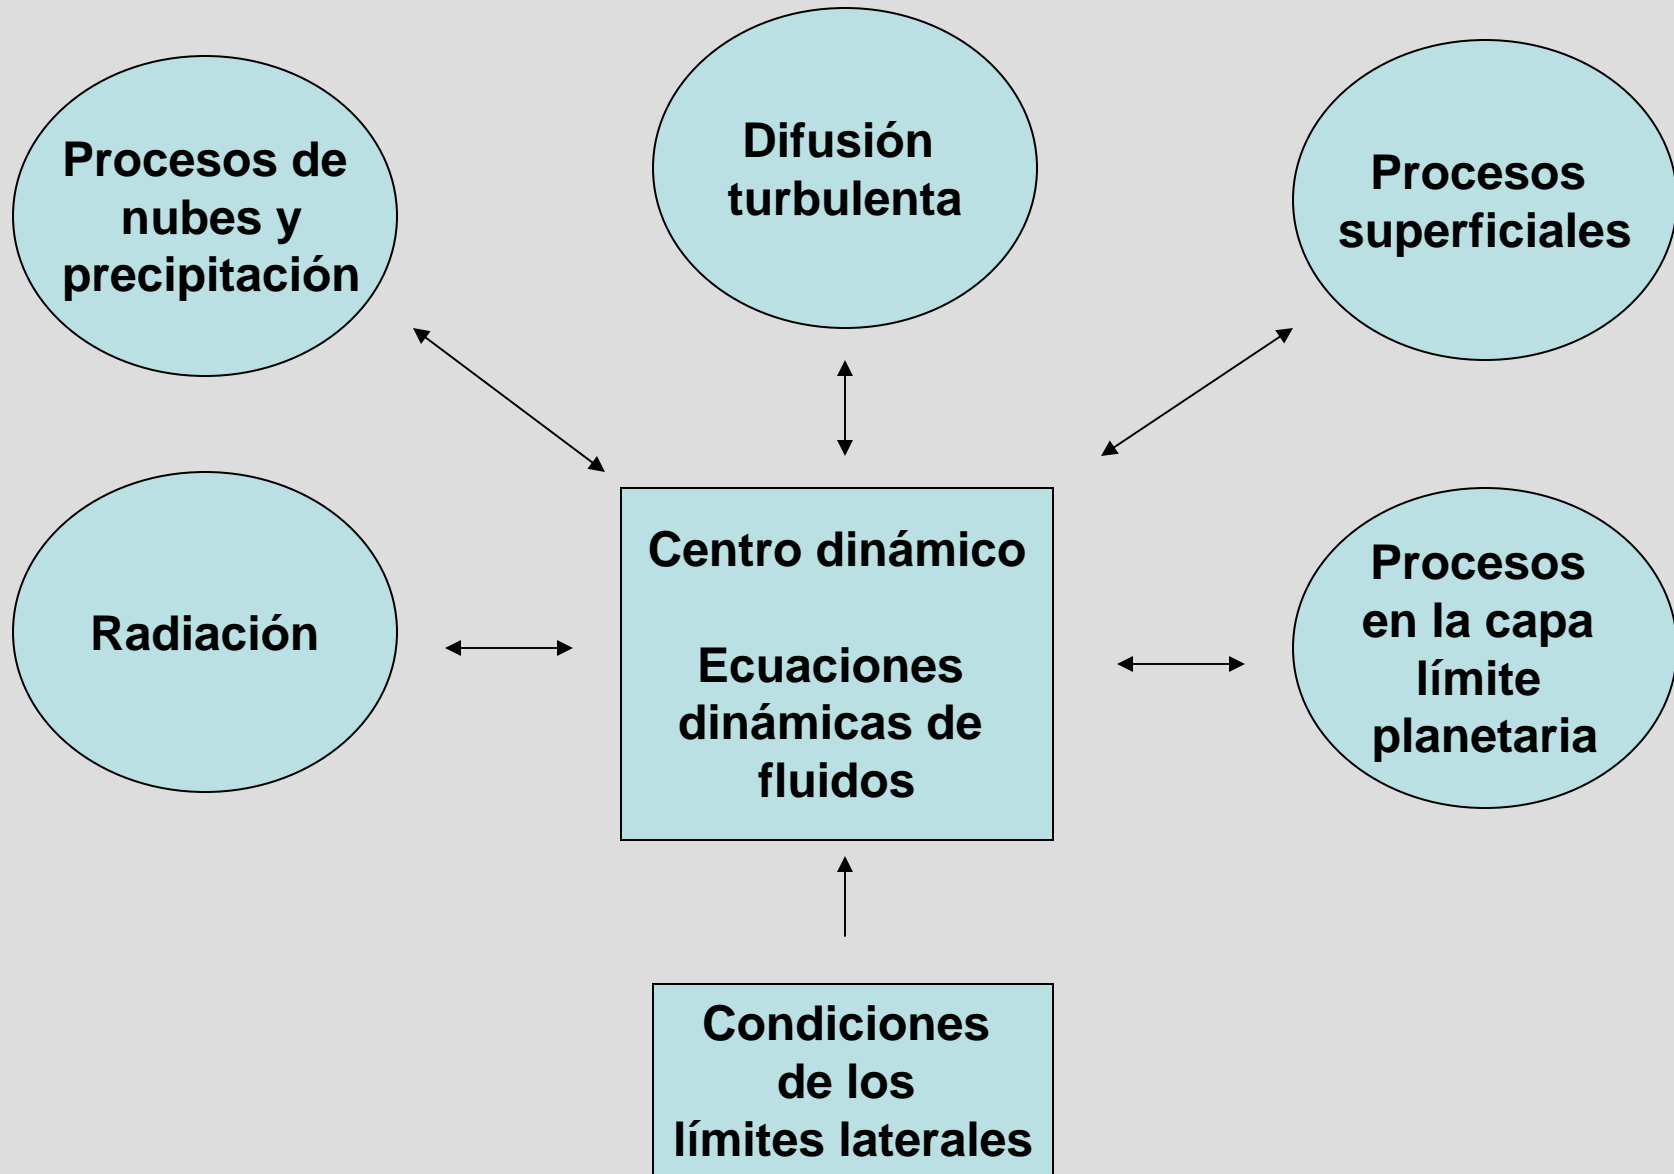 Procesos de
nubes y
precipitación
Difusión
turbulenta
Procesos
superficiales
Radiación
Centro dinámico
Ecuaciones
dinámicas de
fluidos
Procesos
en la capa
límite
planetaria
Condiciones
de los
límites laterales